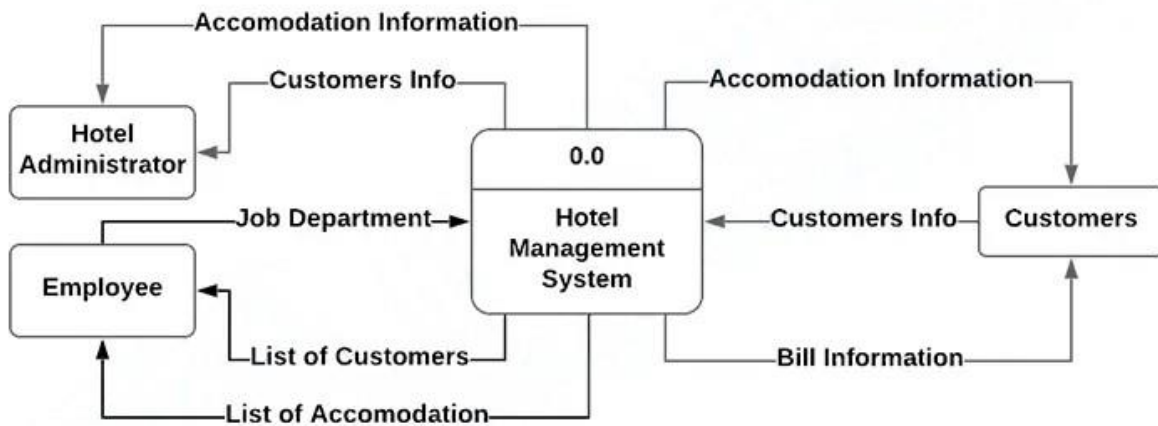 Accomodation Information
Customers Info
Accomodation Information
Hotel
Administrator
0.0
Job Department
Hotel
Management
System
Customers Info
Customers
Employee
List of Customers
Bill Information
List of Accomodation